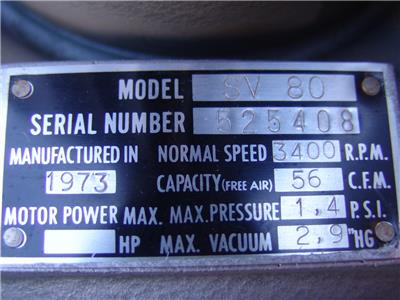 MODEL SV 80
SERIAL NUMBER 525408
MANUFACTURED IN NORMAL SPEED 3400 R.P.M.
1973 CAPACITY (FREE AIR) 56 C.F.M.
MOTOR POWER MAX. MAX. PRESSURE 1,4 P.S.I.
HP MAX. VACUUM 2,9 "HG